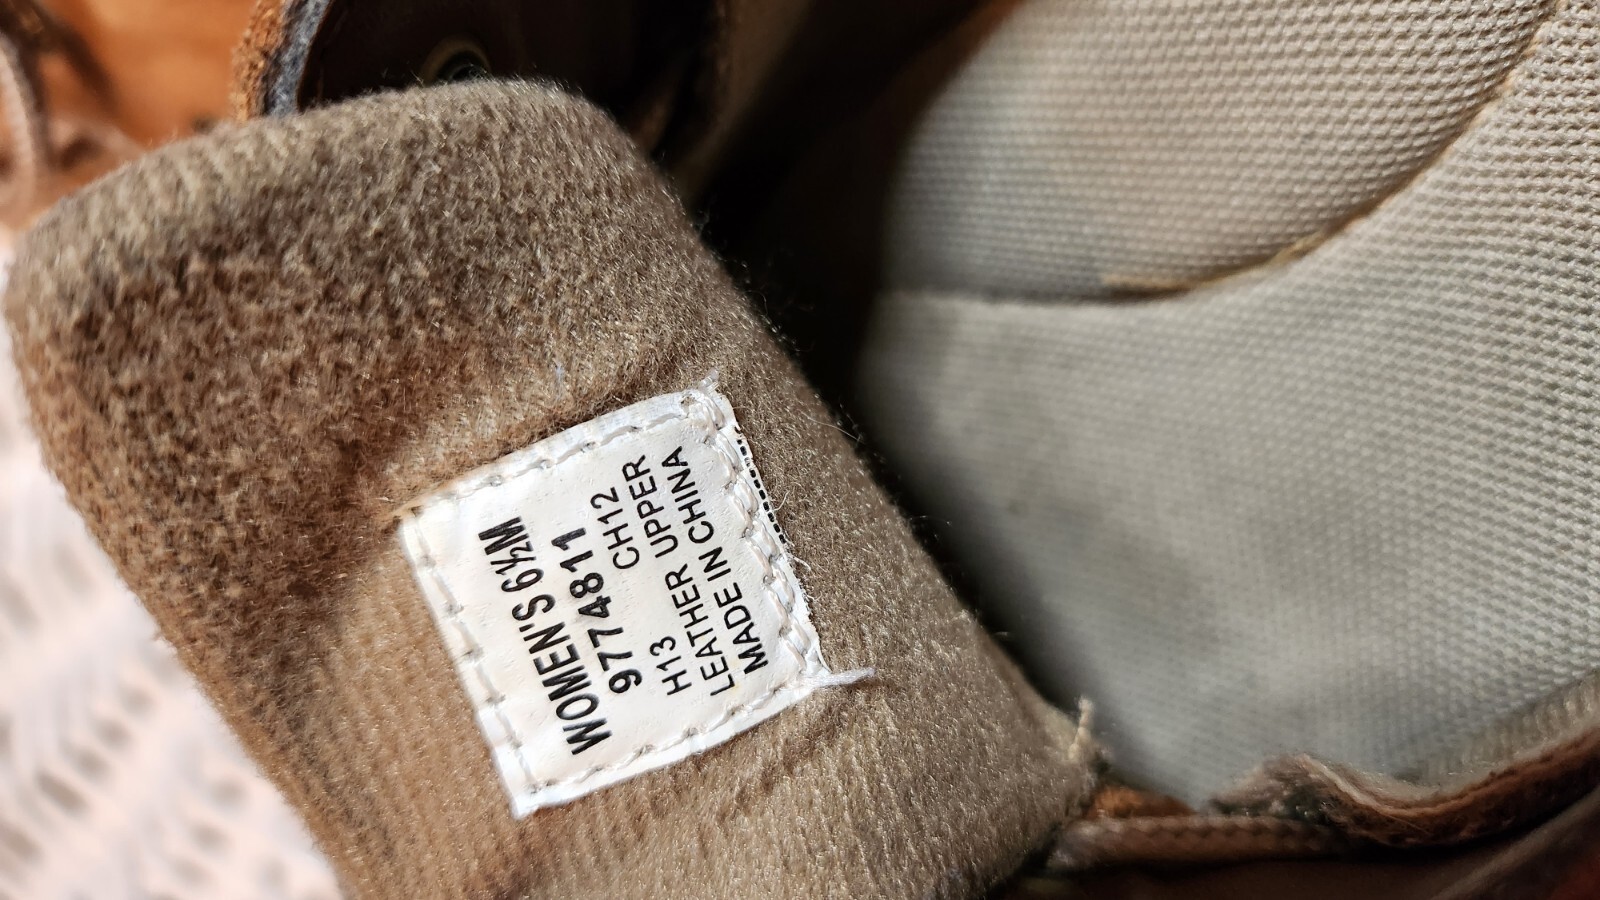 WOMEN'S 6½M
9774811
H13 CH12
LEATHER UPPER
MADE IN CHINA